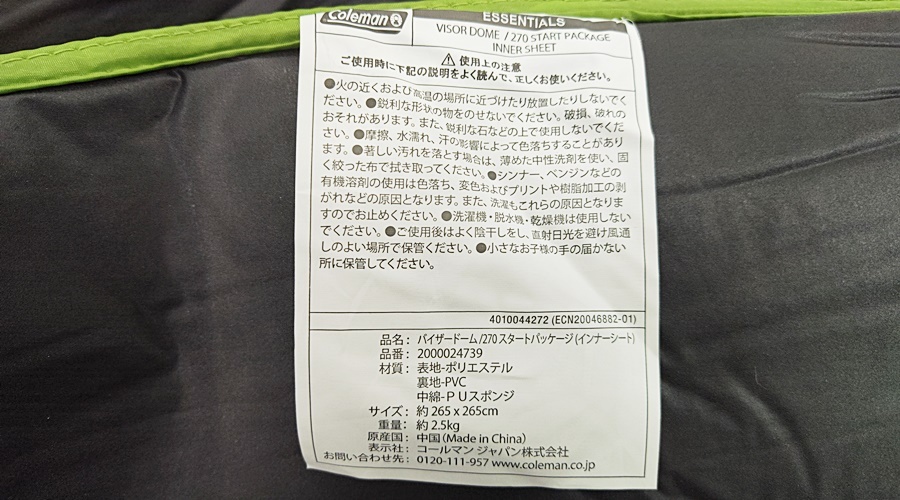 Coleman
ESSENTIALS
VISOR DOME / 270 START PACKAGE
INNER SHEET
使用上の注意
ご使用時に下記の説明をよく読んで、正しくお使いください。
●火の近くおよび高温の場所に近づけたり放置したりしないでく
ださい。●鋭利な形状の物をのせないでください。破損、破れの
おそれがあります。また、鋭利な石などの上で使用しないでくだ
さい。●摩擦、水濡れ、汗の影響によって色落ちすることがあり
ます。●著しい汚れを落とす場合は、薄めた中性洗剤を使い、固
く絞った布で拭き取ってください。●シンナー、ベンジンなどの
有機溶剤の使用は色落ち、変色およびプリントや樹脂加工の剥
がれなどの原因となります。また、洗濯もこれらの原因となりま
すのでお止めください。●洗濯機・脱水機・乾燥機は使用しない
でください。●ご使用後はよく陰干しをし、直射日光を避け風通
しのよい場所で保管ください。●小さなお子様の手の届かない
所に保管してください。
4010044272 (ECN20046882-01)
品名：バイザードーム/270スタートパッケージ(インナーシート)
品番：2000024739
材質：表地-ポリエステル
裏地-PVC
中綿-ＰＵスポンジ
サイズ：約 265 x 265cm
重量：約 2.5kg
原産国：中国 (Made in China)
表示社：コールマン ジャパン株式会社
お問い合わせ先：0120-111-957 www.coleman.co.jp